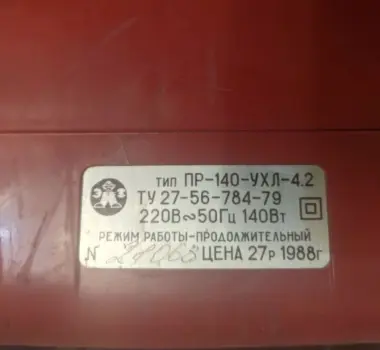 тип ПР-140-УХЛ-4.2
ТУ 27-56-784-79
220В~50Гц 140Вт
РЕЖИМ РАБОТЫ-ПРОДОЛЖИТЕЛЬНЫЙ
N ЦЕНА 27р 1988г